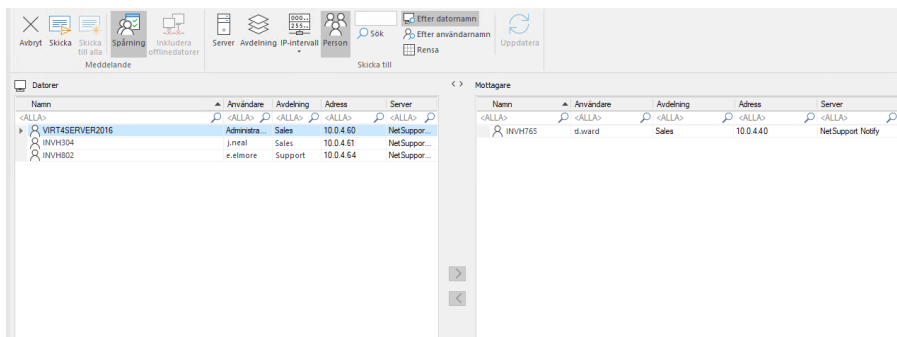 Avbryt Skicka Skicka till alla Spårning Inkludera offlinedatorer
Meddelande
Server Avdelning IP-intervall Person
000..
255..
Sök
Efter datornamn
Efter användarnamn
Rensa
Uppdatera
Skicka till
Datorer
Namn Användare Avdelning Adress Server
<ALLA> <ALLA> <ALLA> <ALLA> <ALLA>
VIRT4SERVER2016 Administra... Sales 10.0.4.60 NetSuppor...
INVH304 j.neal Sales 10.0.4.61 NetSuppor...
INVH802 e.elmore Support 10.0.4.64 NetSuppor...
Mottagare
Namn Användare Avdelning Adress Server
<ALLA> <ALLA> <ALLA> <ALLA> <ALLA>
INVH765 d.ward Sales 10.0.4.40 NetSupport Notify